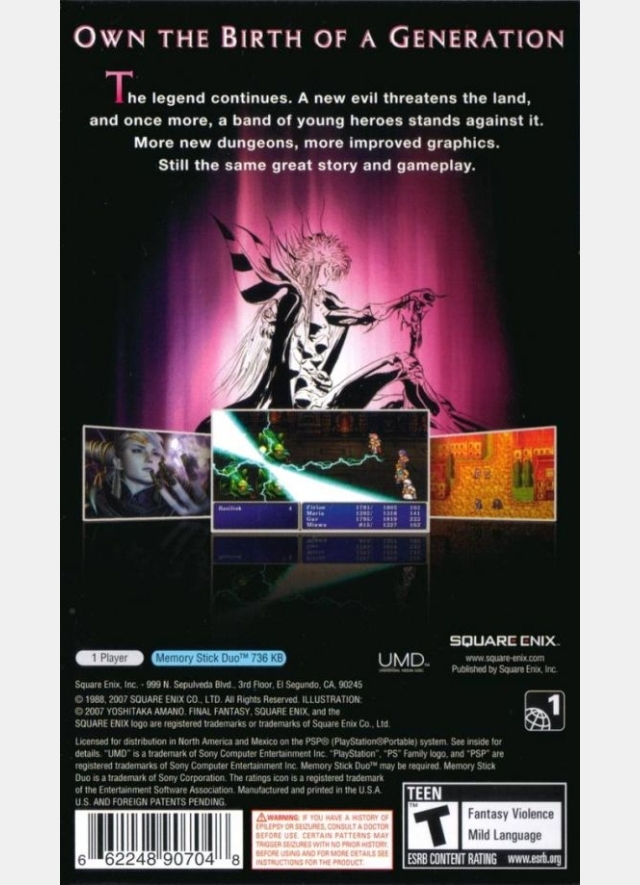 OWN THE BIRTH OF A GENERATION
The legend continues. A new evil threatens the land,
and once more, a band of young heroes stands against it.
More new dungeons, more improved graphics.
Still the same great story and gameplay.
Basilisk 4
Firion
Maria
Guy
Minwu
SQUARE ENIX™
1 Player
Memory Stick Duo™ 736 KB
UMD™
www.square-enix.com
Published by Square Enix, Inc.
Square Enix, Inc. - 999 N. Sepulveda Blvd., 3rd Floor, El Segundo, CA, 90245
© 1988, 2007 SQUARE ENIX CO., LTD. All Rights Reserved. ILLUSTRATION:
© 2007 YOSHITAKA AMANO. FINAL FANTASY, SQUARE ENIX, and the
SQUARE ENIX logo are registered trademarks or trademarks of Square Enix Co., Ltd.
1
Licensed for distribution in North America and Mexico on the PSP® (PlayStation®Portable) system. See inside for
details. "UMD" is a trademark of Sony Computer Entertainment Inc. "PlayStation", "PS" Family logo, and "PSP" are
registered trademarks of Sony Computer Entertainment Inc. Memory Stick Duo™ may be required. Memory Stick
Duo is a trademark of Sony Corporation. The ratings icon is a registered trademark
of the Entertainment Software Association. Manufactured and printed in the U.S.A.
U.S. AND FOREIGN PATENTS PENDING.
TEEN
T
Fantasy Violence
Mild Language
ESRB CONTENT RATING www.esrb.org
WARNING: IF YOU HAVE A HISTORY OF
EPILEPSY OR SEIZURES, CONSULT A DOCTOR
BEFORE USE. CERTAIN PATTERNS MAY
TRIGGER SEIZURES WITH NO PRIOR HISTORY.
BEFORE USING AND FOR MORE DETAILS SEE
INSTRUCTIONS FOR THE PRODUCT.
6 62248 90704 8